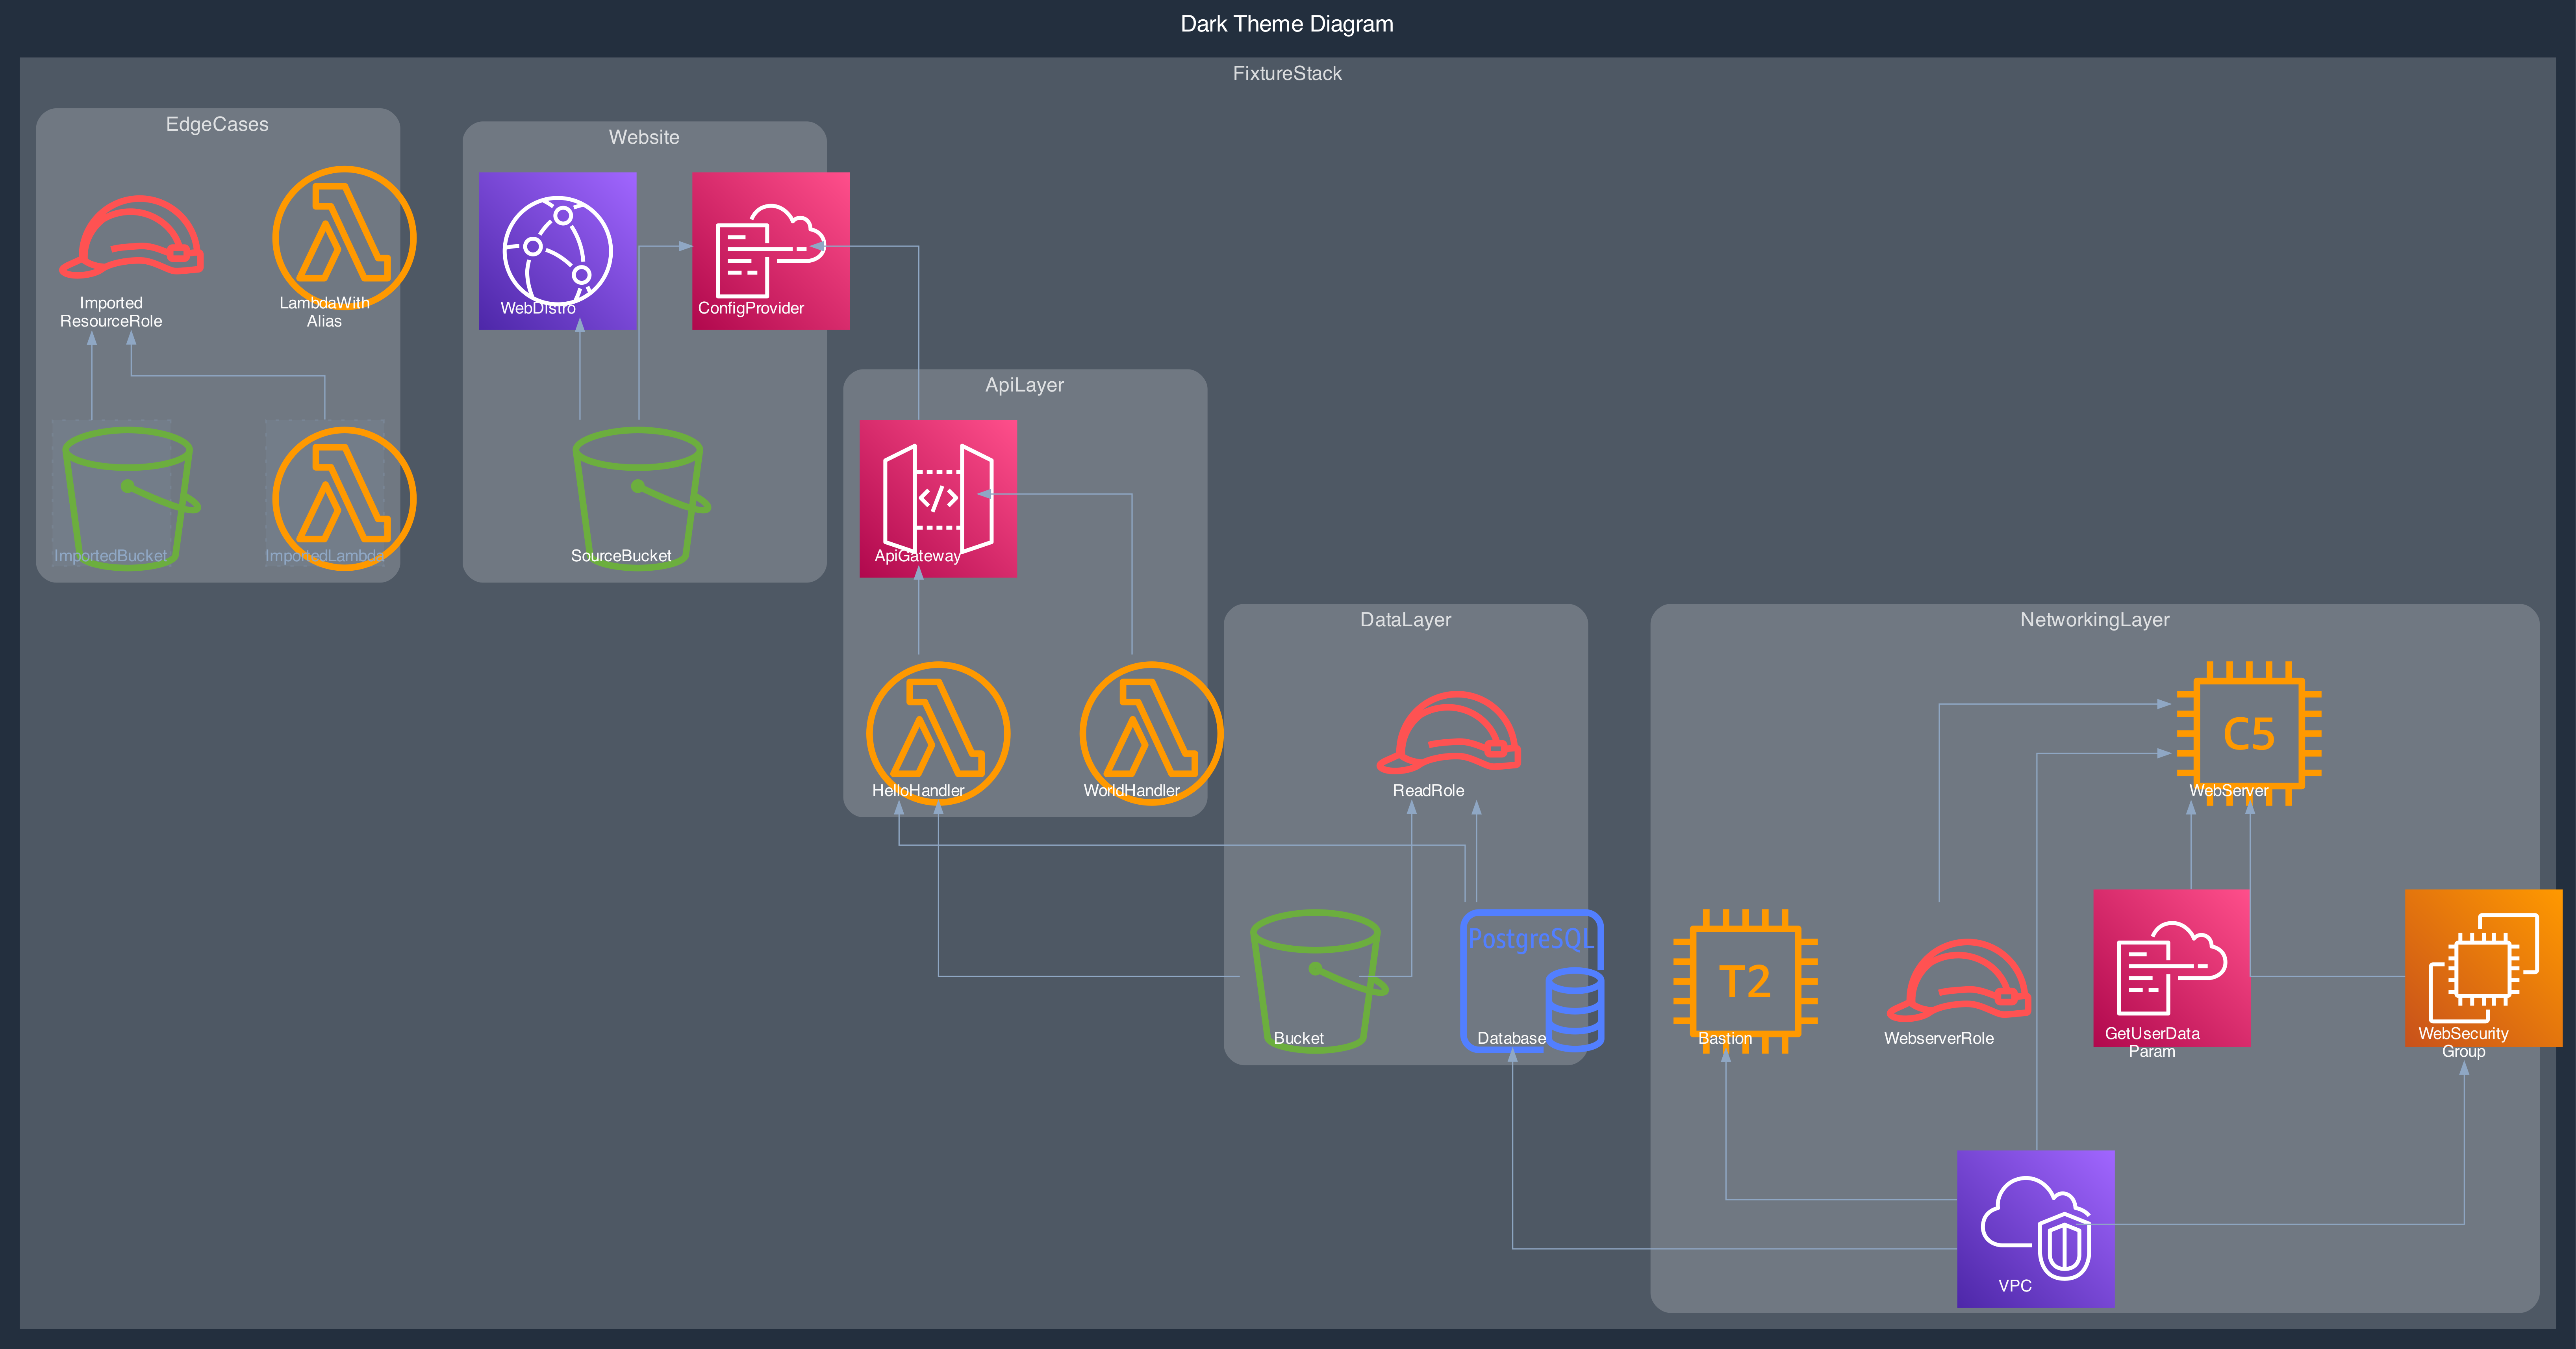 Dark Theme Diagram
FixtureStack
EdgeCases
Imported
ResourceRole
LambdaWith
Alias
ImportedBucket
ImportedLambda
Website
WebDistro
ConfigProvider
SourceBucket
ApiLayer
ApiGateway
</>
HelloHandler
WorldHandler
DataLayer
ReadRole
Bucket
PostgreSQL
Database
NetworkingLayer
C5
WebServer
T2
Bastion
WebserverRole
GetUserData
Param
WebSecurity
Group
VPC